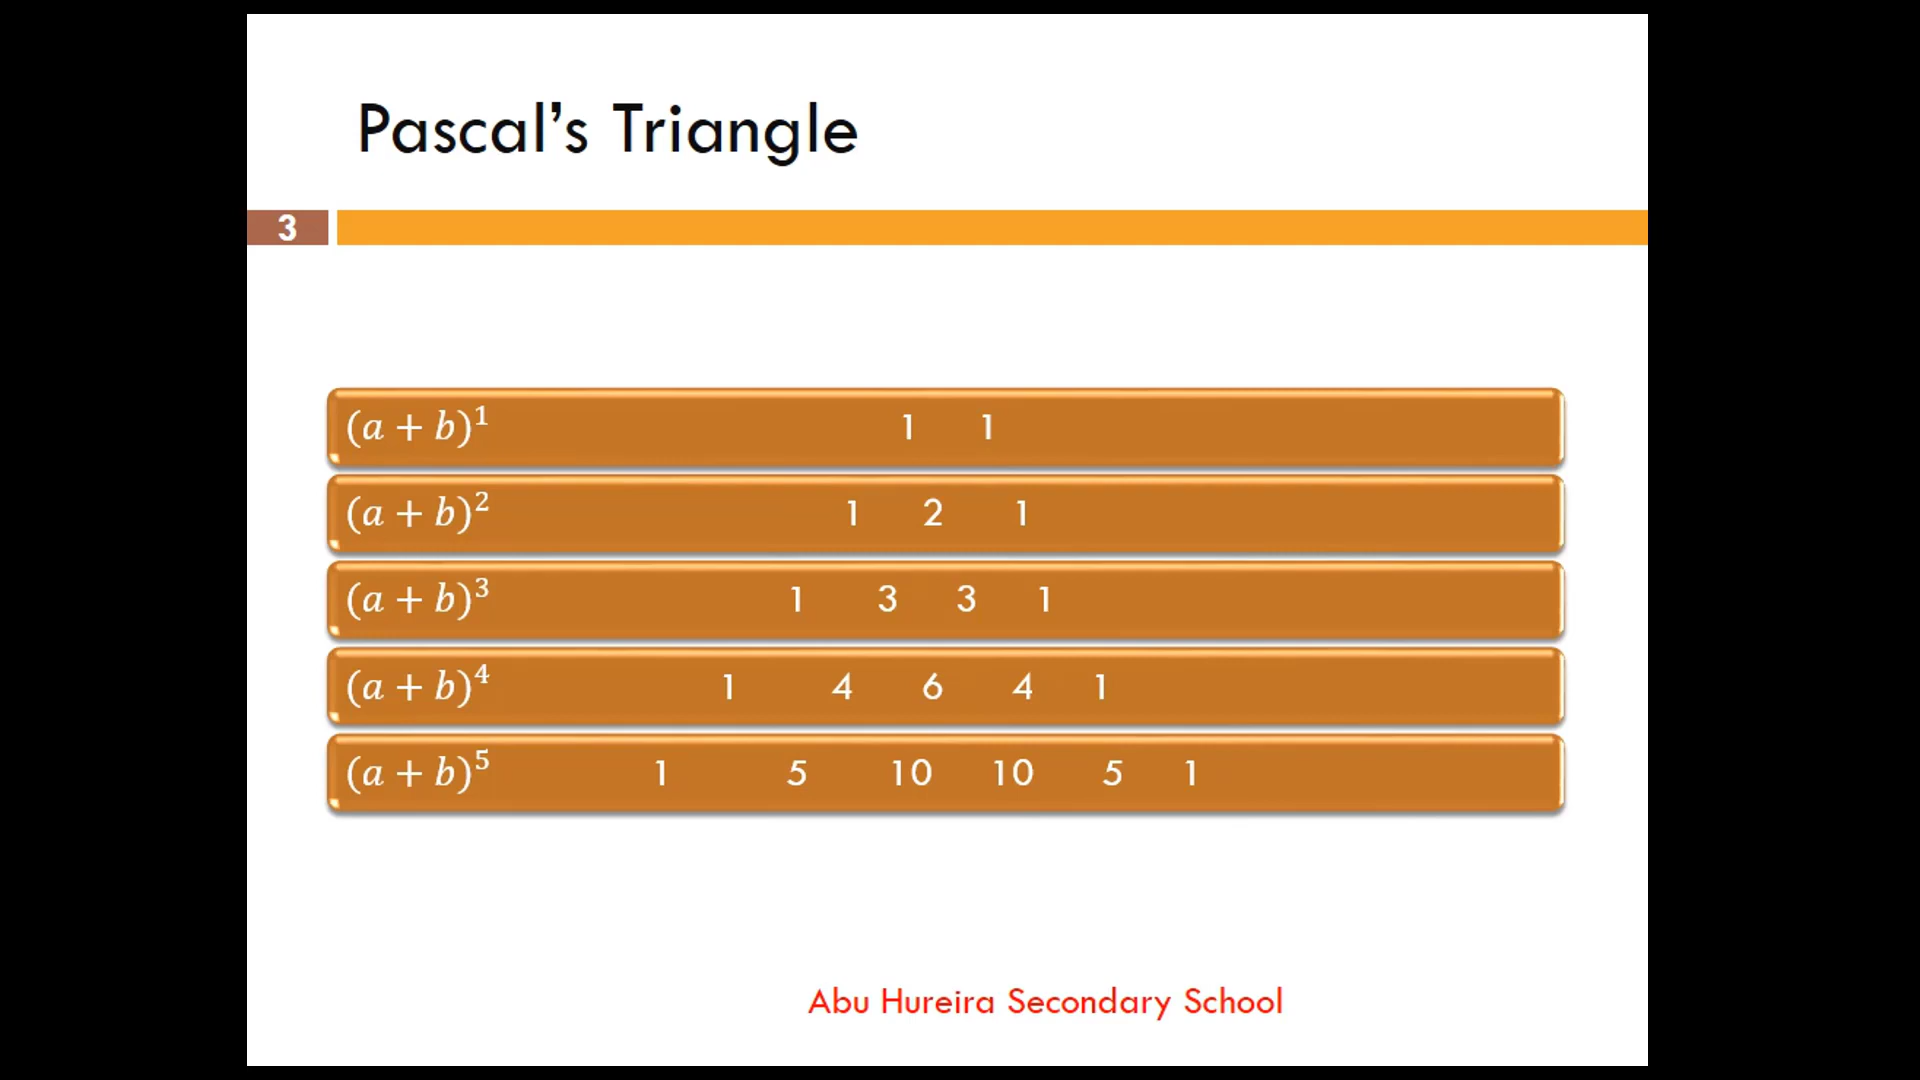 Pascal's Triangle
3
(a + b)¹ 1 1
(a + b)² 1 2 1
(a + b)³ 1 3 3 1
(a + b)⁴ 1 4 6 4 1
(a + b)⁵ 1 5 10 10 5 1
Abu Hureira Secondary School